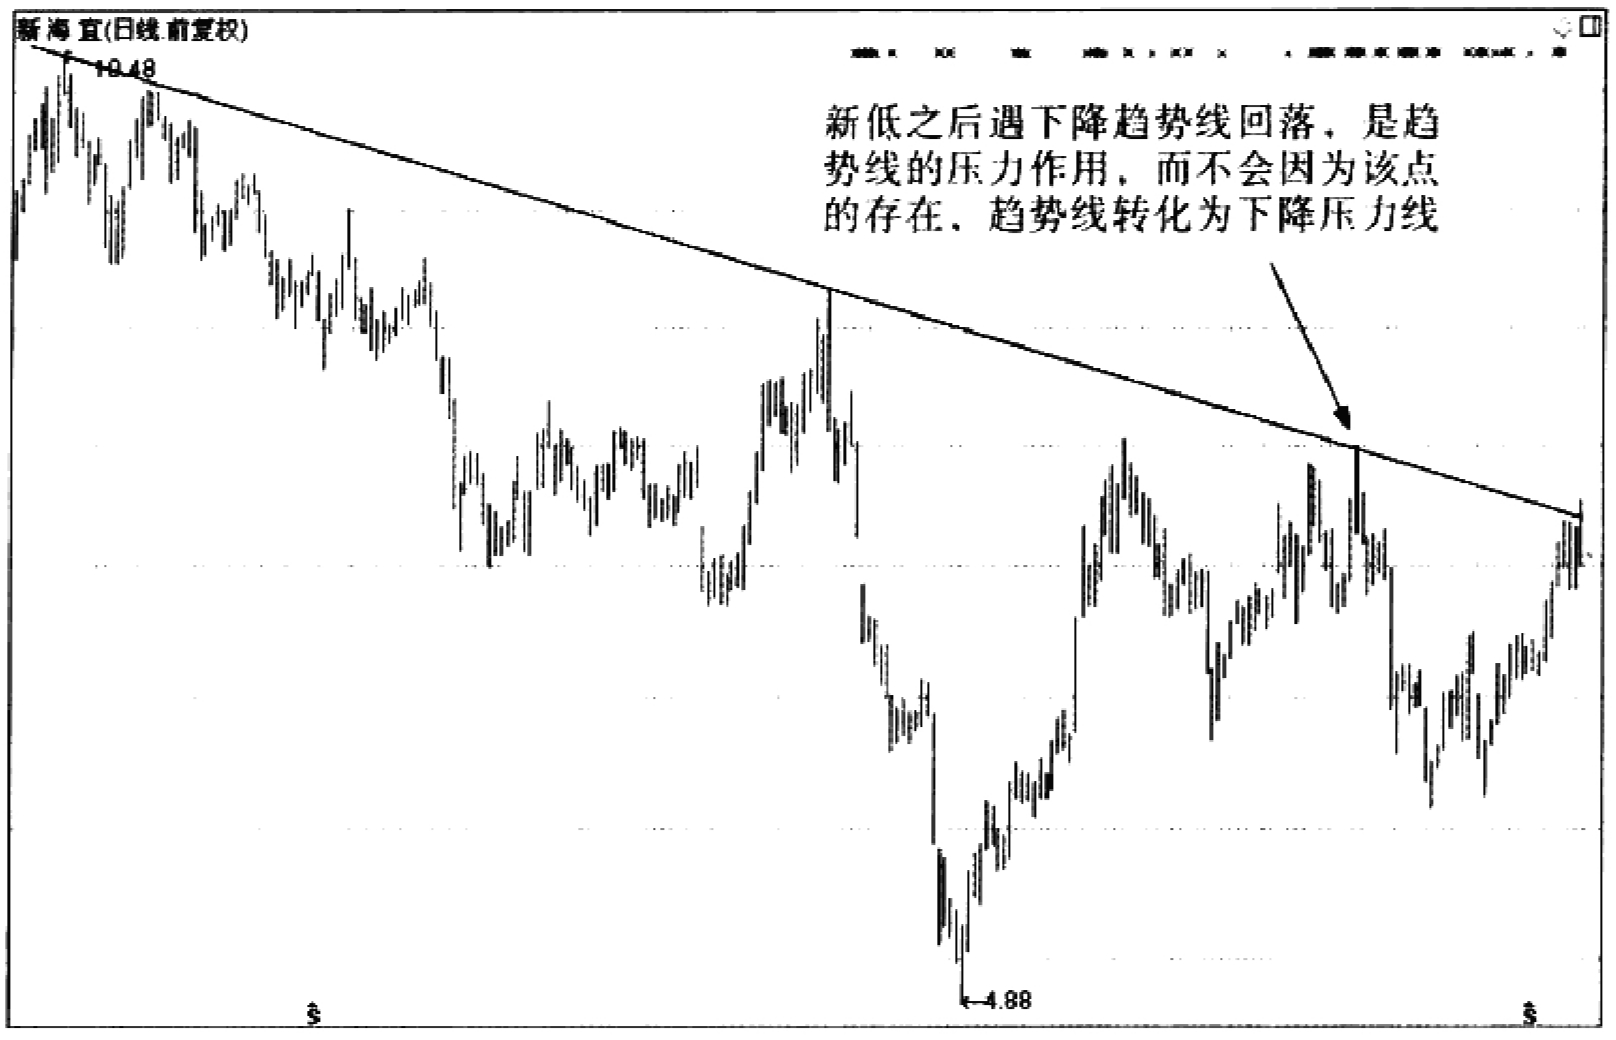 新海宜(日线.前复权)
10.48
新低之后遇下降趋势线回落，是趋
势线的压力作用，而不会因为该点
的存在，趋势线转化为下降压力线
4.88
$
$